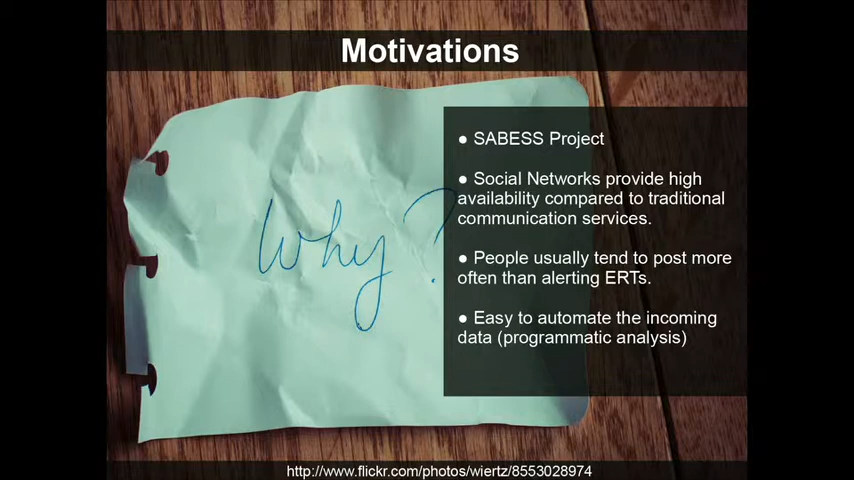 Motivations
● SABESS Project
● Social Networks provide high
availability compared to traditional
communication services.
● People usually tend to post more
often than alerting ERTs.
● Easy to automate the incoming
data (programmatic analysis)
Why?
http://www.flickr.com/photos/wiertz/8553028974